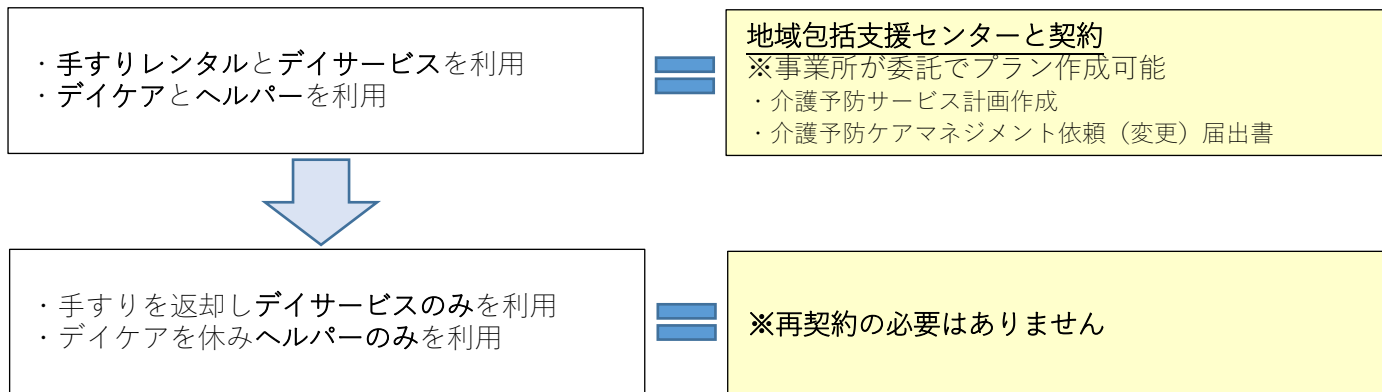 ・手すりレンタルとデイサービスを利用
・デイケアとヘルパーを利用
地域包括支援センターと契約
※事業所が委託でプラン作成可能
・介護予防サービス計画作成
・介護予防ケアマネジメント依頼（変更）届出書
・手すりを返却しデイサービスのみを利用
・デイケアを休みヘルパーのみを利用
※再契約の必要はありません